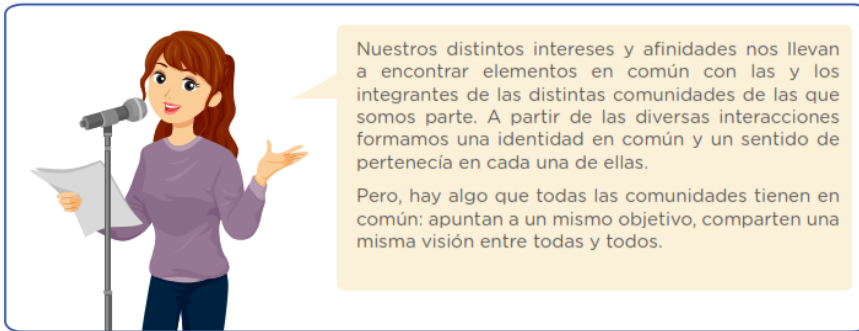 Nuestros distintos intereses y afinidades nos llevan
a encontrar elementos en común con las y los
integrantes de las distintas comunidades de las que
somos parte. A partir de las diversas interacciones
formamos una identidad en común y un sentido de
pertenecía en cada una de ellas.
Pero, hay algo que todas las comunidades tienen en
común: apuntan a un mismo objetivo, comparten una
misma visión entre todas y todos.